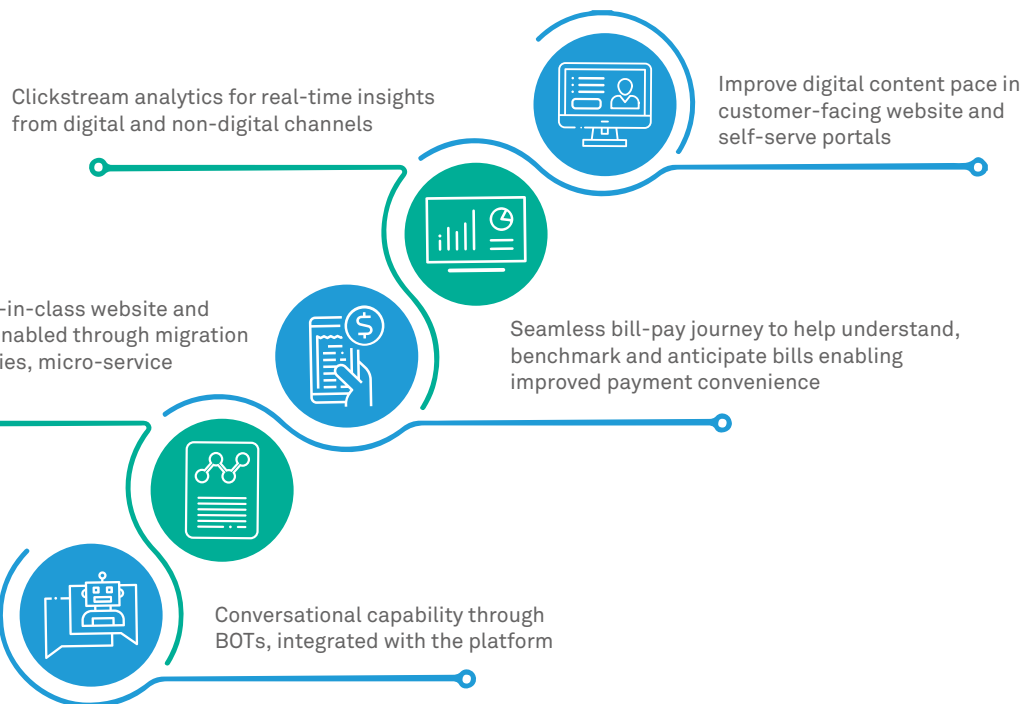 Clickstream analytics for real-time insights
from digital and non-digital channels
Improve digital content pace in
customer-facing website and
self-serve portals
-in-class website and
through migration
micro-service
Seamless bill-pay journey to help understand,
benchmark and anticipate bills enabling
improved payment convenience
Conversational capability through
BOTs, integrated with the platform